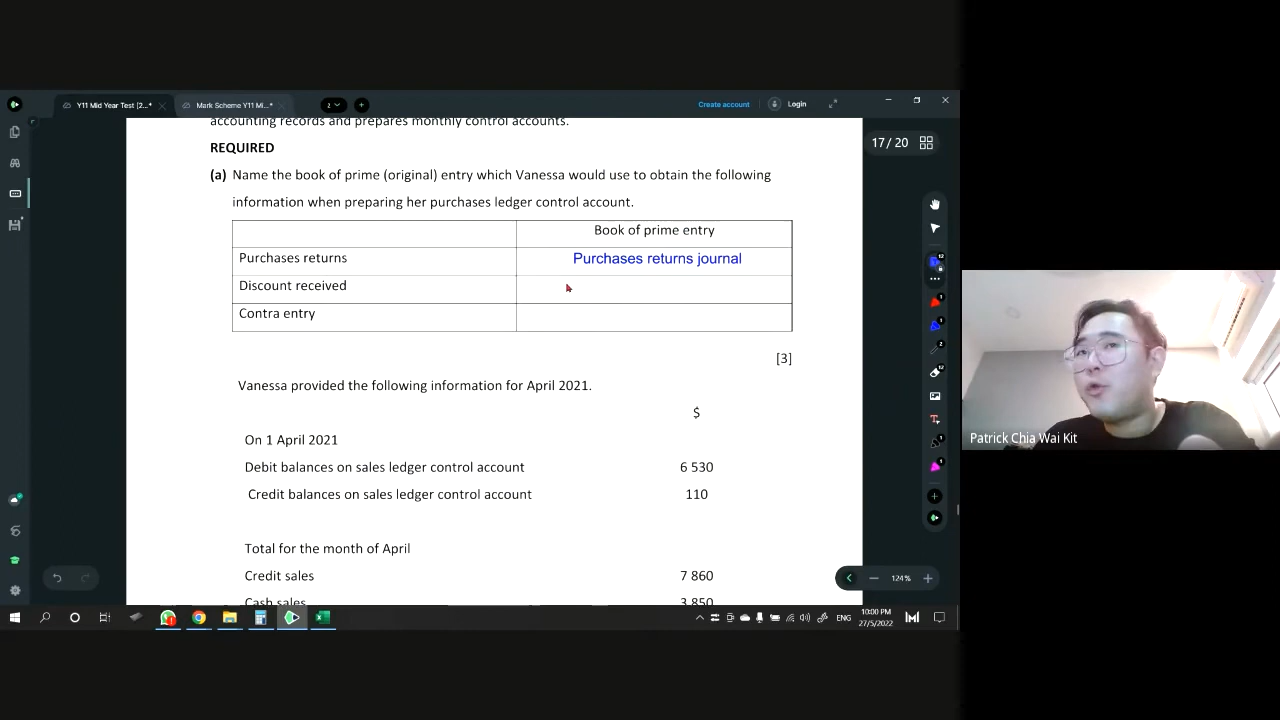 Y11 Mid Year Test [2...*
Mark Scheme Y11 Mi...*
2
Create account
Login
accounting records and prepares monthly control accounts.
17 / 20
REQUIRED
(a) Name the book of prime (original) entry which Vanessa would use to obtain the following
information when preparing her purchases ledger control account.
Book of prime entry
Purchases returns
Purchases returns journal
Discount received
Contra entry
[3]
Vanessa provided the following information for April 2021.
$
On 1 April 2021
Debit balances on sales ledger control account 6 530
Credit balances on sales ledger control account 110
Total for the month of April
Credit sales 7 860
Cash sales 3 850
124%
Patrick Chia Wai Kit
ENG
10:00 PM
27/5/2022